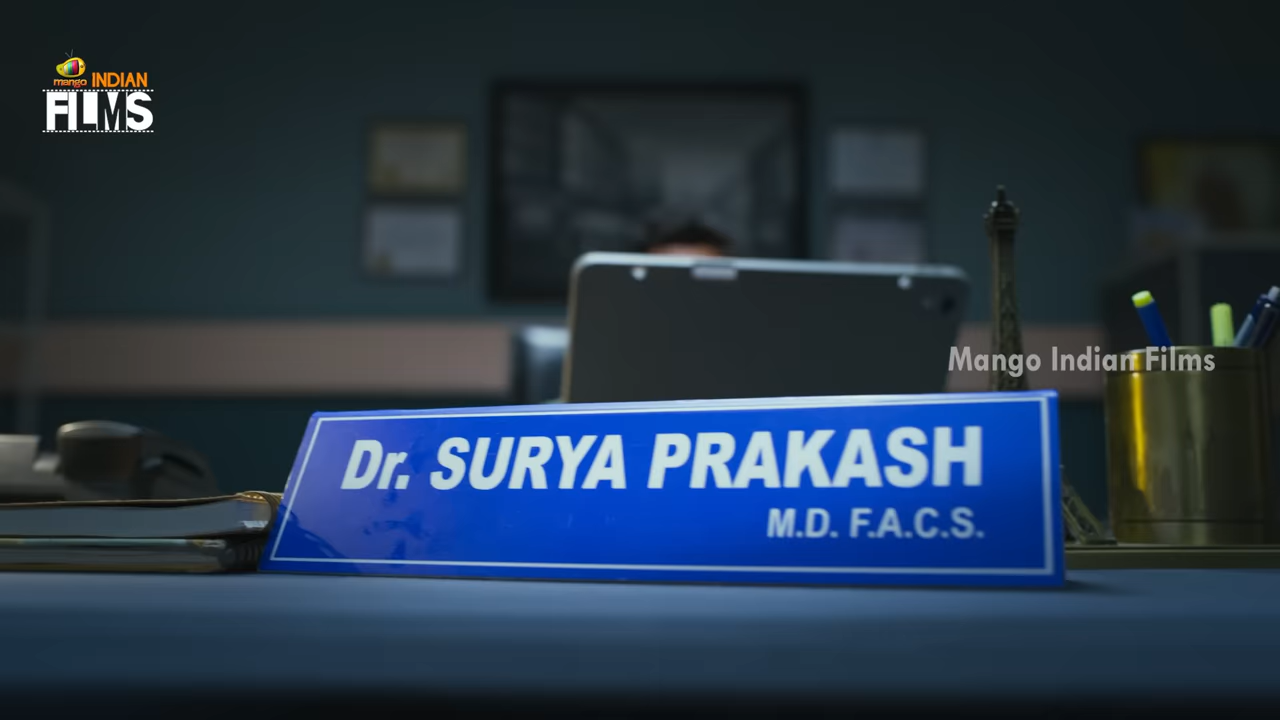 mango INDIAN
FILMS
Mango Indian Films
Dr. SURYA PRAKASH
M.D. F.A.C.S.